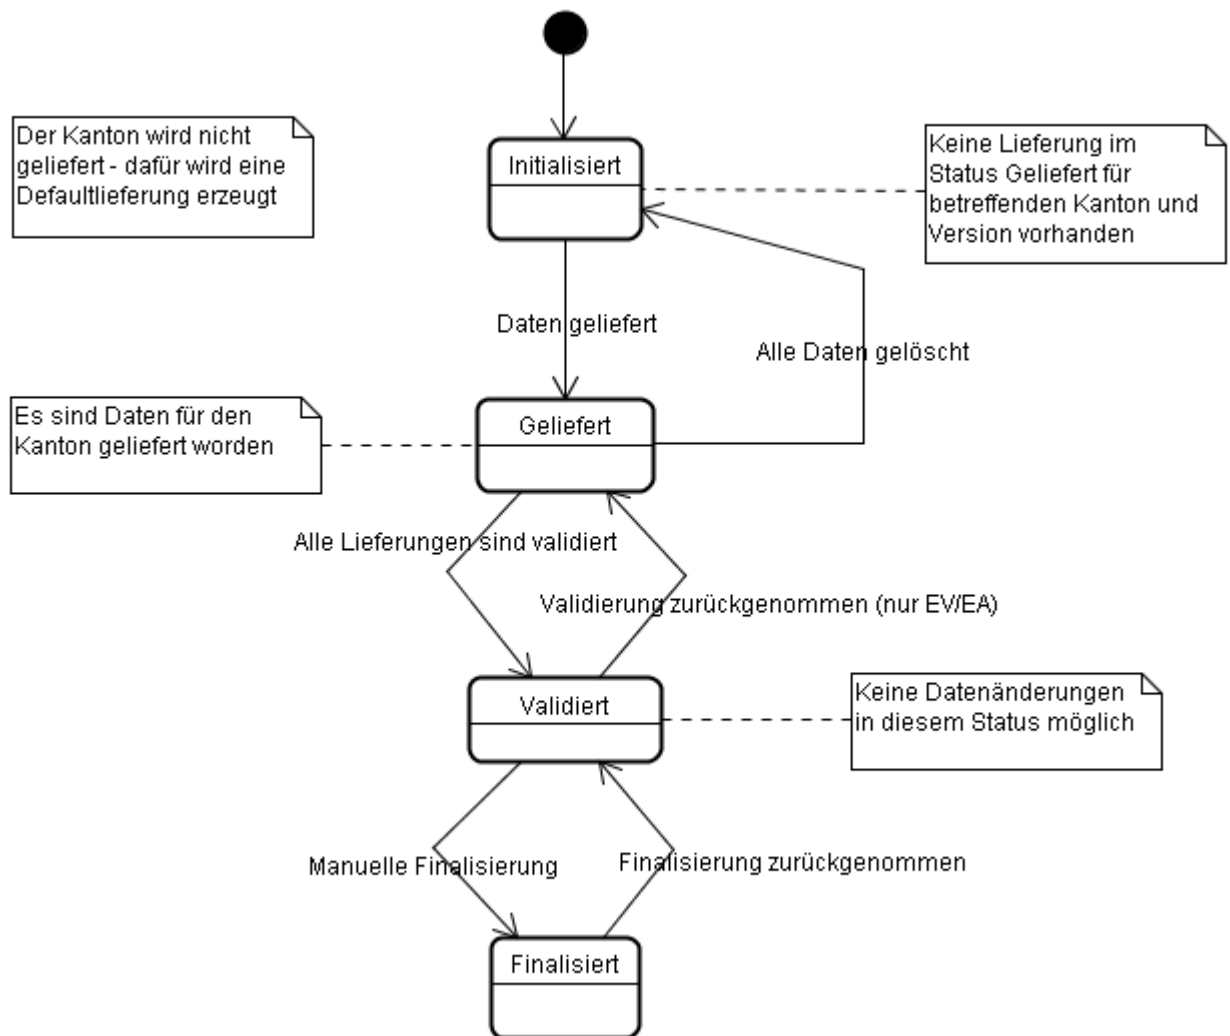 Der Kanton wird nicht
geliefert - dafür wird eine
Defaultlieferung erzeugt
Initialisiert
Keine Lieferung im
Status Geliefert für
betreffenden Kanton und
Version vorhanden
Daten geliefert
Alle Daten gelöscht
Es sind Daten für den
Kanton geliefert worden
Geliefert
Alle Lieferungen sind validiert
Validierung zurückgenommen (nur EV/EA)
Validiert
Keine Datenänderungen
in diesem Status möglich
Manuelle Finalisierung
Finalisierung zurückgenommen
Finalisiert